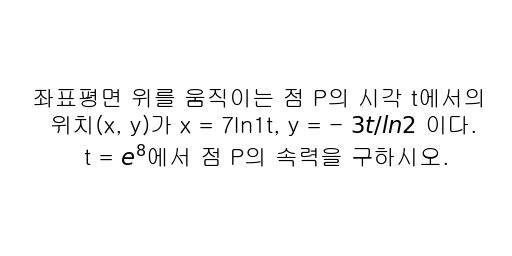 좌표평면 위를 움직이는 점 P의 시각 t에서의
위치(x, y)가 x = 7ln1t, y = − 3t/ln2 이다.
t = e⁸에서 점 P의 속력을 구하시오.